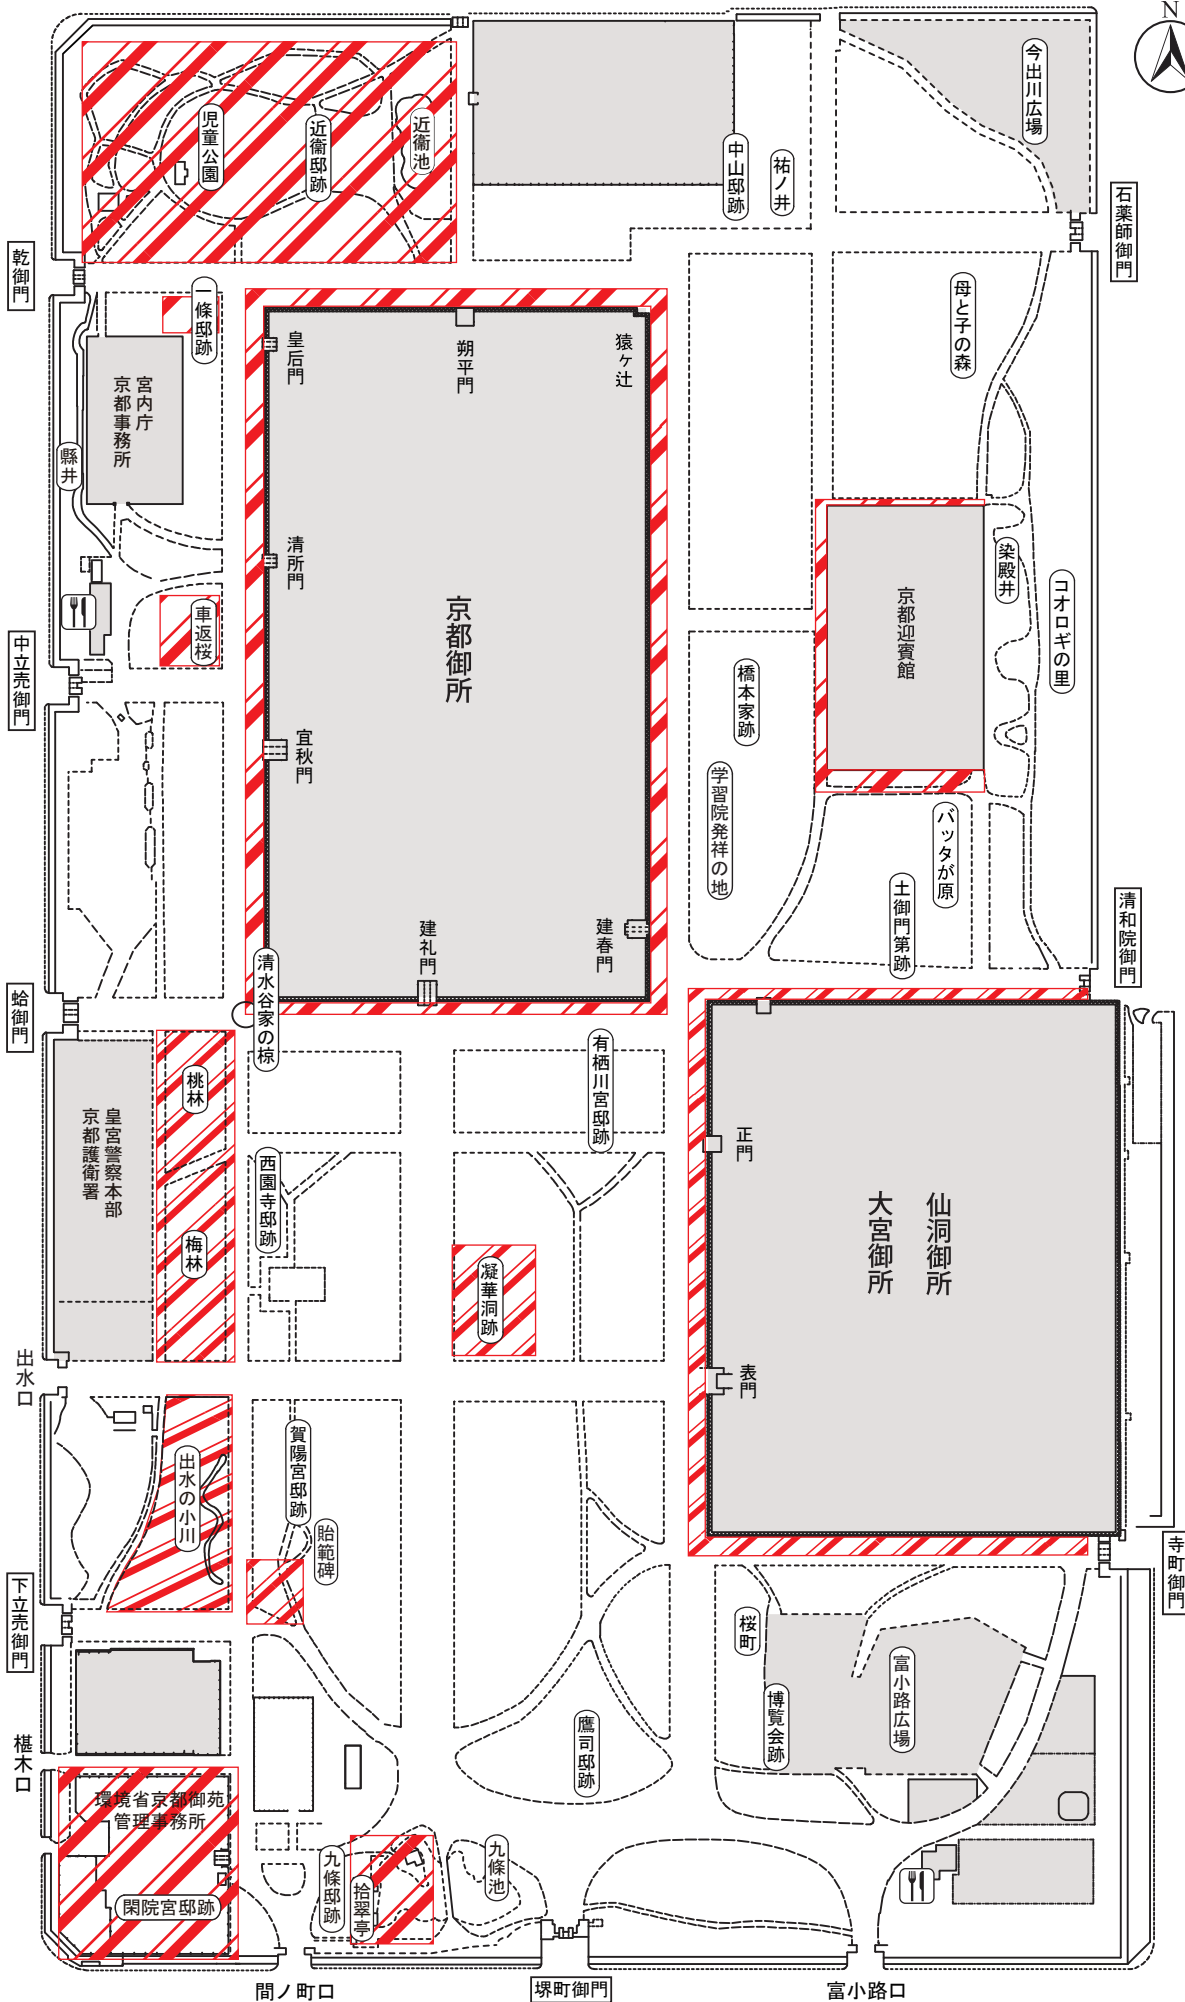 N
今出川広場
児童公園
近衞邸跡
近衞池
中山邸跡
祐ノ井
石薬師御門
乾御門
一條邸跡
母と子の森
皇后門
朔平門
猿ヶ辻
宮内庁
京都事務所
縣井
清所門
京都御所
京都迎賓館
染殿井
コオロギの里
車返桜
中立売御門
橋本家跡
宜秋門
学習院発祥の地
バッタが原
土御門第跡
清和院御門
建礼門
建春門
清水谷家の椋
蛤御門
有栖川宮邸跡
桃林
皇宮警察本部
京都護衛署
正門
西園寺邸跡
梅林
仙洞御所
大宮御所
凝華洞跡
出水口
表門
賀陽宮邸跡
出水の小川
貽範碑
寺町御門
下立売御門
桜町
富小路広場
博覧会跡
鷹司邸跡
椹木口
環境省京都御苑
管理事務所
閑院宮邸跡
九條邸跡
拾翠亭
九條池
間ノ町口
堺町御門
富小路口